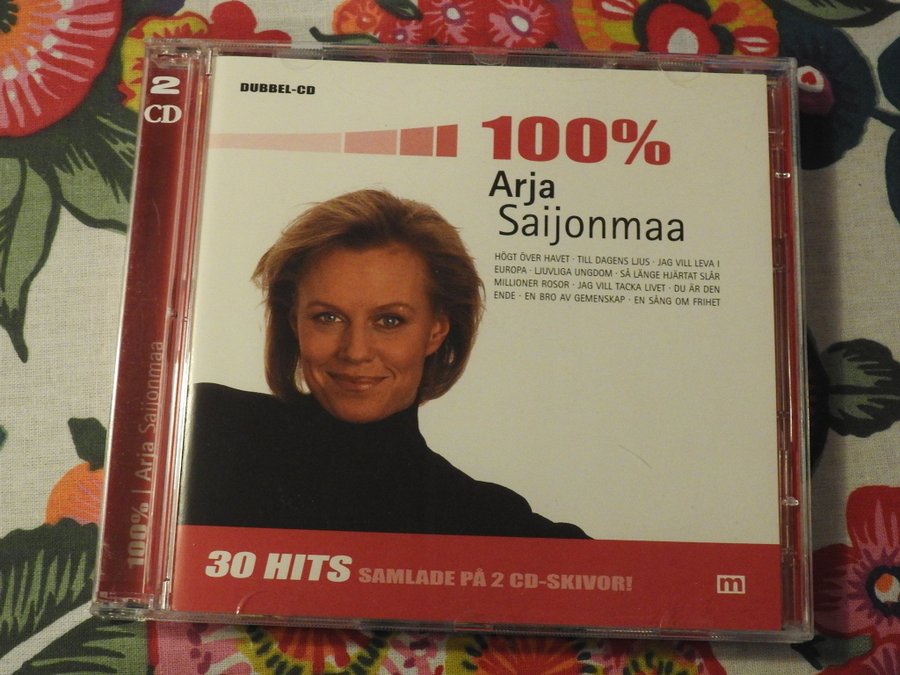 2
CD
100% | Arja Saijonmaa
DUBBEL-CD
100%
Arja
Saijonmaa
HÖGT ÖVER HAVET · TILL DAGENS LJUS · JAG VILL LEVA I
EUROPA · LJUVLIGA UNGDOM · SÅ LÄNGE HJÄRTAT SLÅR
MILLIONER ROSOR · JAG VILL TACKA LIVET · DU ÄR DEN
ENDE · EN BRO AV GEMENSKAP · EN SÅNG OM FRIHET
30 HITS SAMLADE PÅ 2 CD-SKIVOR!
m